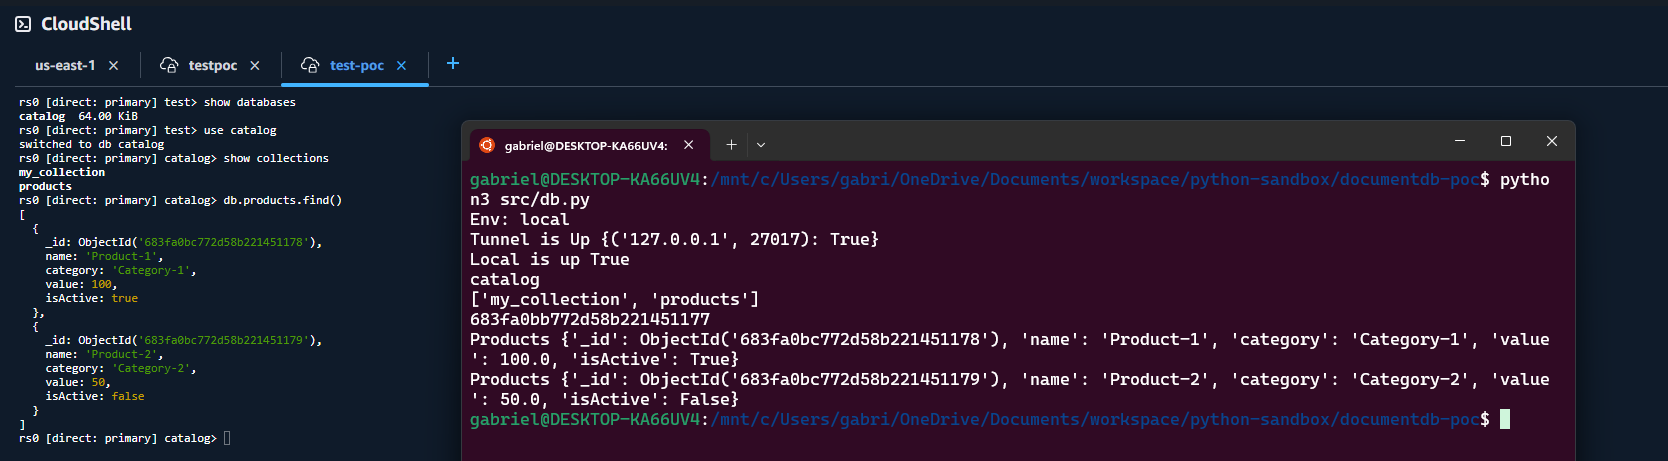 CloudShell
us-east-1 × testpoc × test-poc × +
rs0 [direct: primary] test> show databases
catalog  64.00 KiB
rs0 [direct: primary] test> use catalog
switched to db catalog
rs0 [direct: primary] catalog> show collections
my_collection
products
rs0 [direct: primary] catalog> db.products.find()
[
  {
    _id: ObjectId('683fa0bc772d58b221451178'),
    name: 'Product-1',
    category: 'Category-1',
    value: 100,
    isActive: true
  },
  {
    _id: ObjectId('683fa0bc772d58b221451179'),
    name: 'Product-2',
    category: 'Category-2',
    value: 50,
    isActive: false
  }
]
rs0 [direct: primary] catalog>
gabriel@DESKTOP-KA66UV4: × +
gabriel@DESKTOP-KA66UV4:/mnt/c/Users/gabri/OneDrive/Documents/workspace/python-sandbox/documentdb-poc$ pytho
n3 src/db.py
Env: local
Tunnel is Up {('127.0.0.1', 27017): True}
Local is up True
catalog
['my_collection', 'products']
683fa0bb772d58b221451177
Products {'_id': ObjectId('683fa0bc772d58b221451178'), 'name': 'Product-1', 'category': 'Category-1', 'value
': 100.0, 'isActive': True}
Products {'_id': ObjectId('683fa0bc772d58b221451179'), 'name': 'Product-2', 'category': 'Category-2', 'value
': 50.0, 'isActive': False}
gabriel@DESKTOP-KA66UV4:/mnt/c/Users/gabri/OneDrive/Documents/workspace/python-sandbox/documentdb-poc$